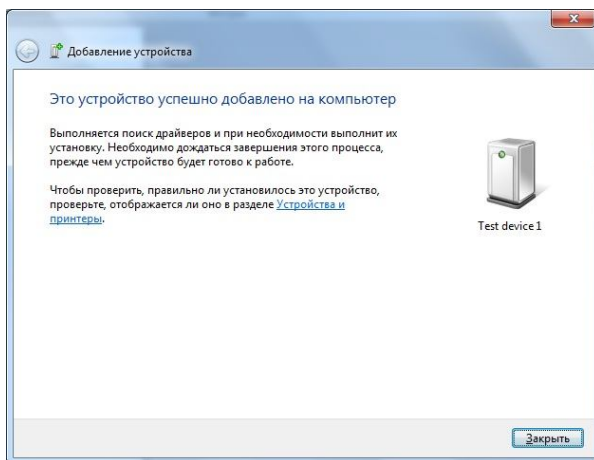 Добавление устройства
Это устройство успешно добавлено на компьютер
Выполняется поиск драйверов и при необходимости выполнит их
установку. Необходимо дождаться завершения этого процесса,
прежде чем устройство будет готово к работе.
Чтобы проверить, правильно ли установилось это устройство,
проверьте, отображается ли оно в разделе Устройства и
принтеры.
Test device 1
Закрыть